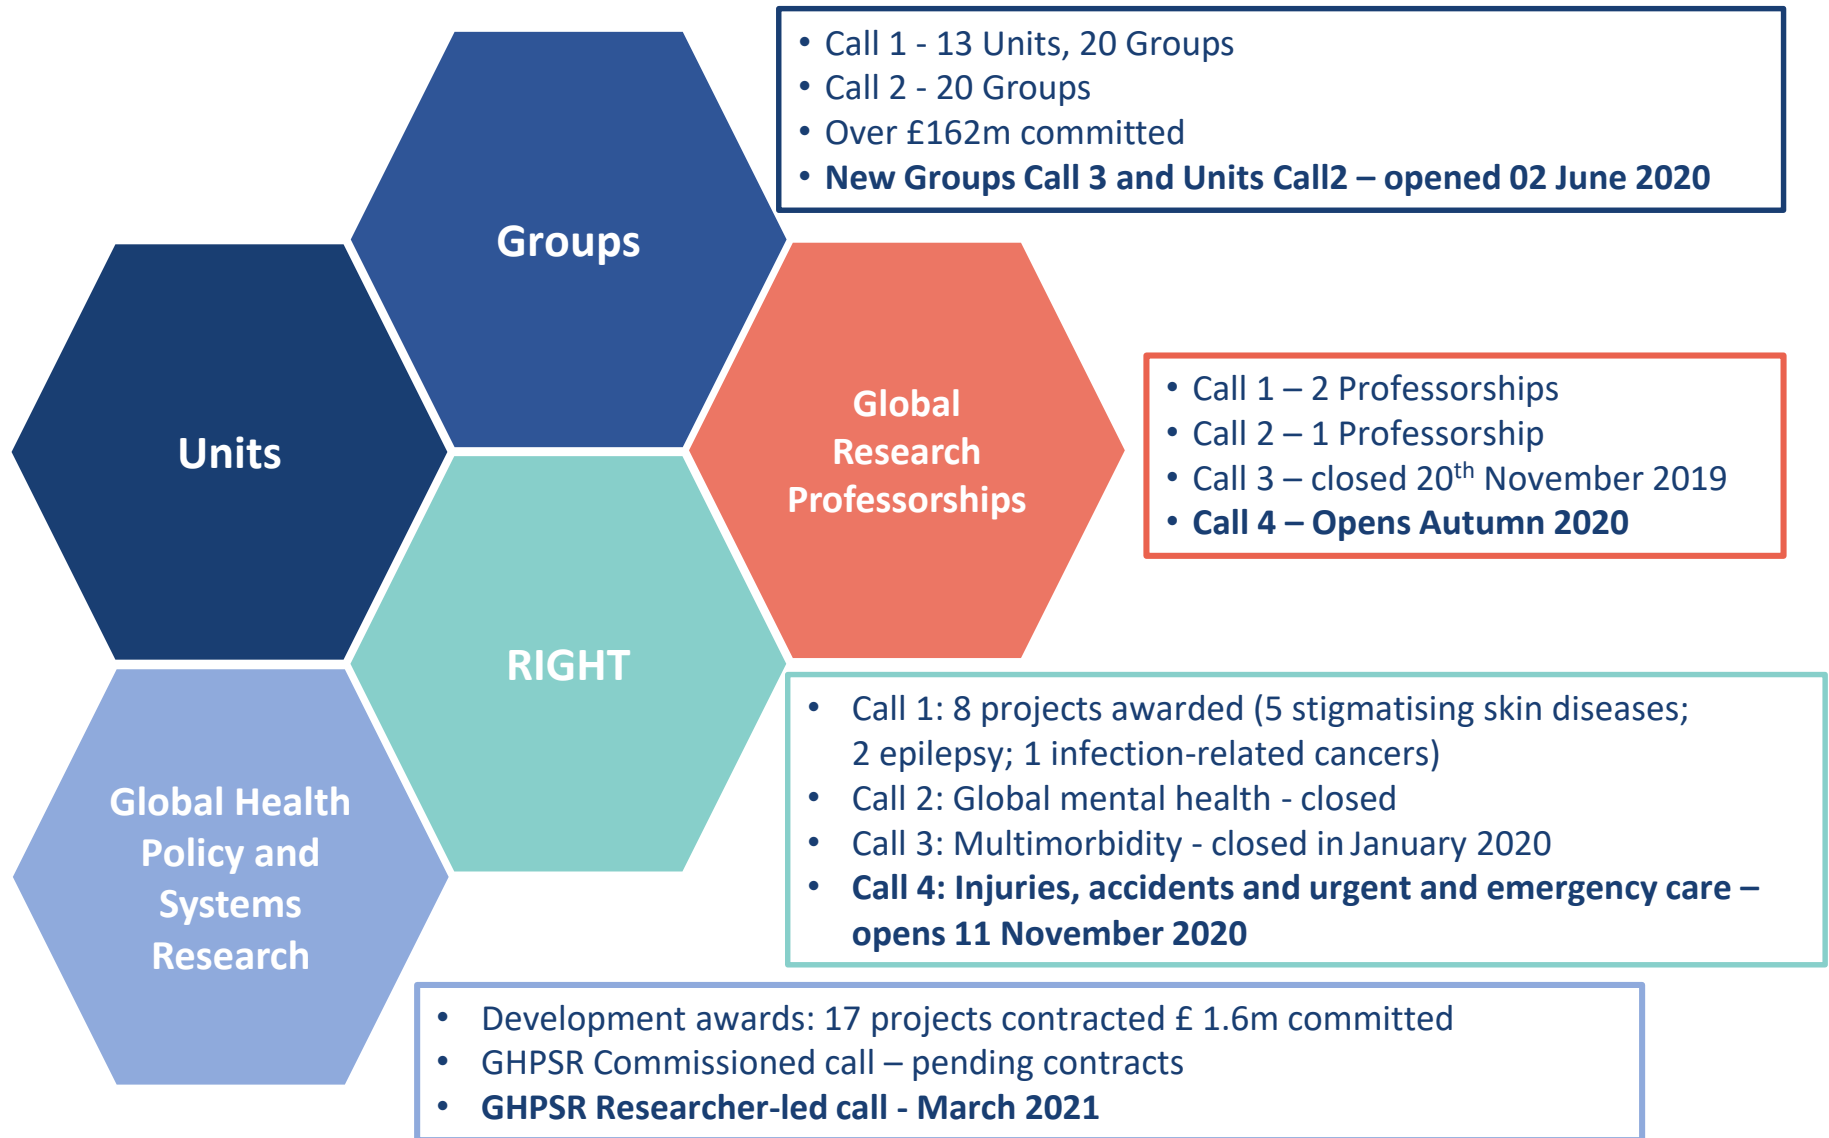 Groups
• Call 1 - 13 Units, 20 Groups
• Call 2 - 20 Groups
• Over £162m committed
• New Groups Call 3 and Units Call2 – opened 02 June 2020
Units
Global
Research
Professorships
• Call 1 – 2 Professorships
• Call 2 – 1 Professorship
• Call 3 – closed 20th November 2019
• Call 4 – Opens Autumn 2020
RIGHT
• Call 1: 8 projects awarded (5 stigmatising skin diseases;
2 epilepsy; 1 infection-related cancers)
• Call 2: Global mental health - closed
• Call 3: Multimorbidity - closed in January 2020
• Call 4: Injuries, accidents and urgent and emergency care –
opens 11 November 2020
Global Health
Policy and
Systems
Research
• Development awards: 17 projects contracted £ 1.6m committed
• GHPSR Commissioned call – pending contracts
• GHPSR Researcher-led call - March 2021